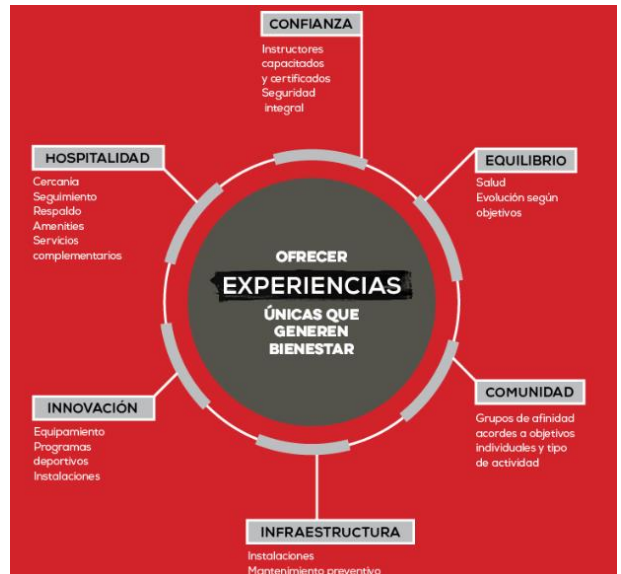 CONFIANZA
Instructores
capacitados
y certificados
Seguridad
integral
EQUILIBRIO
Salud
Evolución según
objetivos
COMUNIDAD
Grupos de afinidad
acordes a objetivos
individuales y tipo
de actividad
INFRAESTRUCTURA
Instalaciones
Mantenimiento preventivo
INNOVACIÓN
Equipamiento
Programas
deportivos
Instalaciones
HOSPITALIDAD
Cercanía
Seguimiento
Respaldo
Amenities
Servicios
complementarios
OFRECER
EXPERIENCIAS
ÚNICAS QUE
GENEREN
BIENESTAR